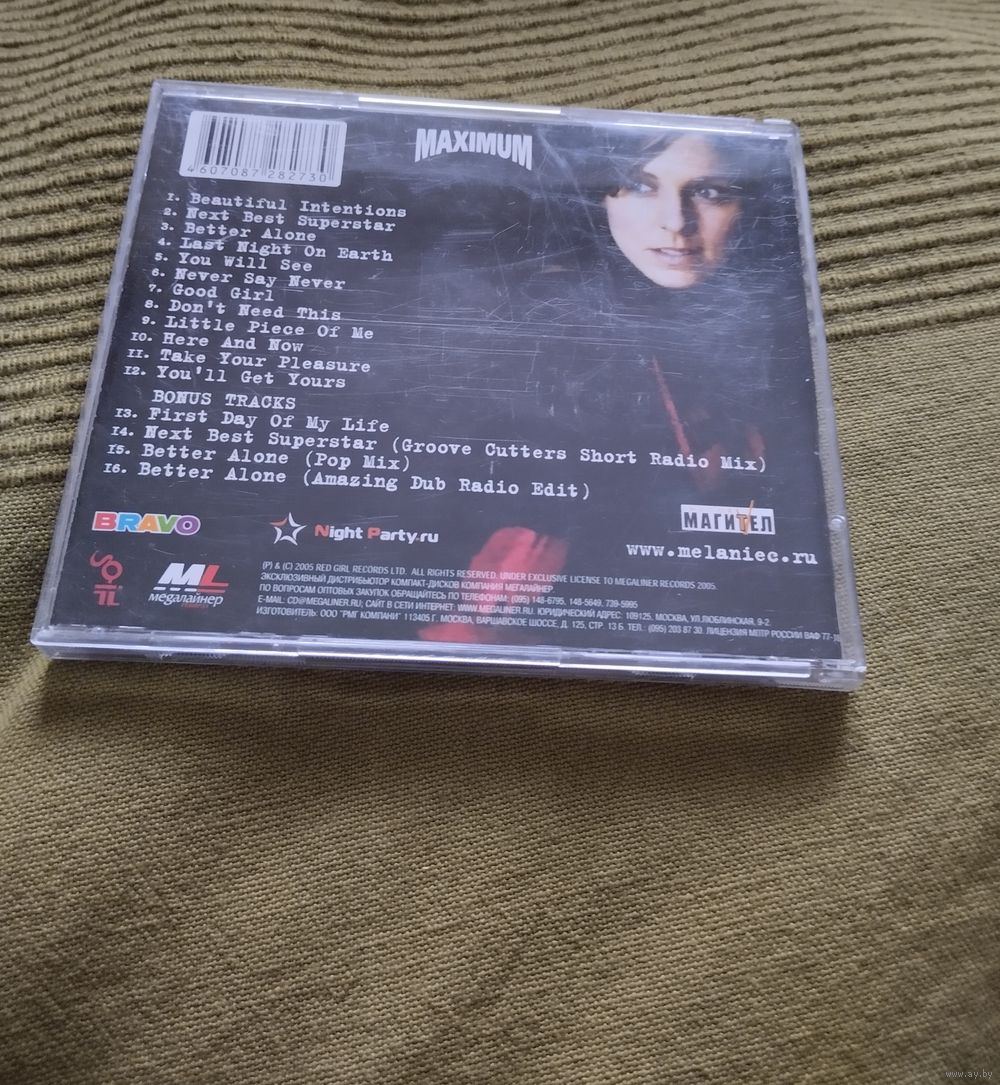 MAXIMUM
4607087 282730
1. Beautiful Intentions
2. Next Best Superstar
3. Better Alone
4. Last Night On Earth
5. You Will See
6. Never Say Never
7. Good Girl
8. Don't Need This
9. Little Piece Of Me
10. Here And Now
11. Take Your Pleasure
12. You'll Get Yours
BONUS TRACKS
13. First Day Of My Life
14. Next Best Superstar (Groove Cutters Short Radio Mix)
15. Better Alone (Pop Mix)
16. Better Alone (Amazing Dub Radio Edit)
BRAVO
Night Party.ru
МАГИТЕЛ
www.melaniec.ru
ML
мегалайнер
(P) & (C) 2005 RED GIRL RECORDS LTD. ALL RIGHTS RESERVED. UNDER EXCLUSIVE LICENSE TO MEGALINER RECORDS 2005.
ЭКСКЛЮЗИВНЫЙ ДИСТРИБЬЮТОР КОМПАКТ-ДИСКОВ КОМПАНИЯ МЕГАЛАЙНЕР.
ПО ВОПРОСАМ ОПТОВЫХ ЗАКУПОК ОБРАЩАЙТЕСЬ ПО ТЕЛЕФОНАМ: (095) 148-6795, 148-5649, 739-5995
E-MAIL: CD@MEGALINER.RU; САЙТ В СЕТИ ИНТЕРНЕТ: WWW.MEGALINER.RU. ЮРИДИЧЕСКИЙ АДРЕС: 109125, МОСКВА, УЛ.ЛЮБЛИНСКАЯ, 9-2.
ИЗГОТОВИТЕЛЬ: ООО "РМГ КОМПАНИ" 113405 Г. МОСКВА, ВАРШАВСКОЕ ШОССЕ, Д. 125, СТР. 13 Б. ТЕЛ.: (095) 203 87 30. ЛИЦЕНЗИЯ МПТР РОССИИ ВАФ 77-
www.ay.by